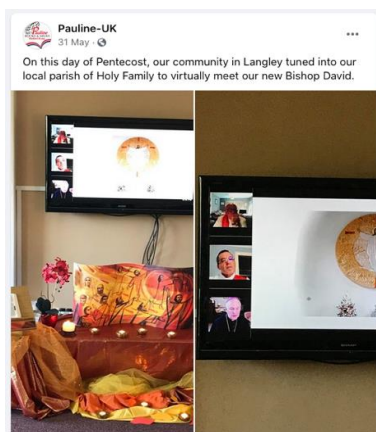 Pauline-UK
31 May
On this day of Pentecost, our community in Langley tuned into our
local parish of Holy Family to virtually meet our new Bishop David.